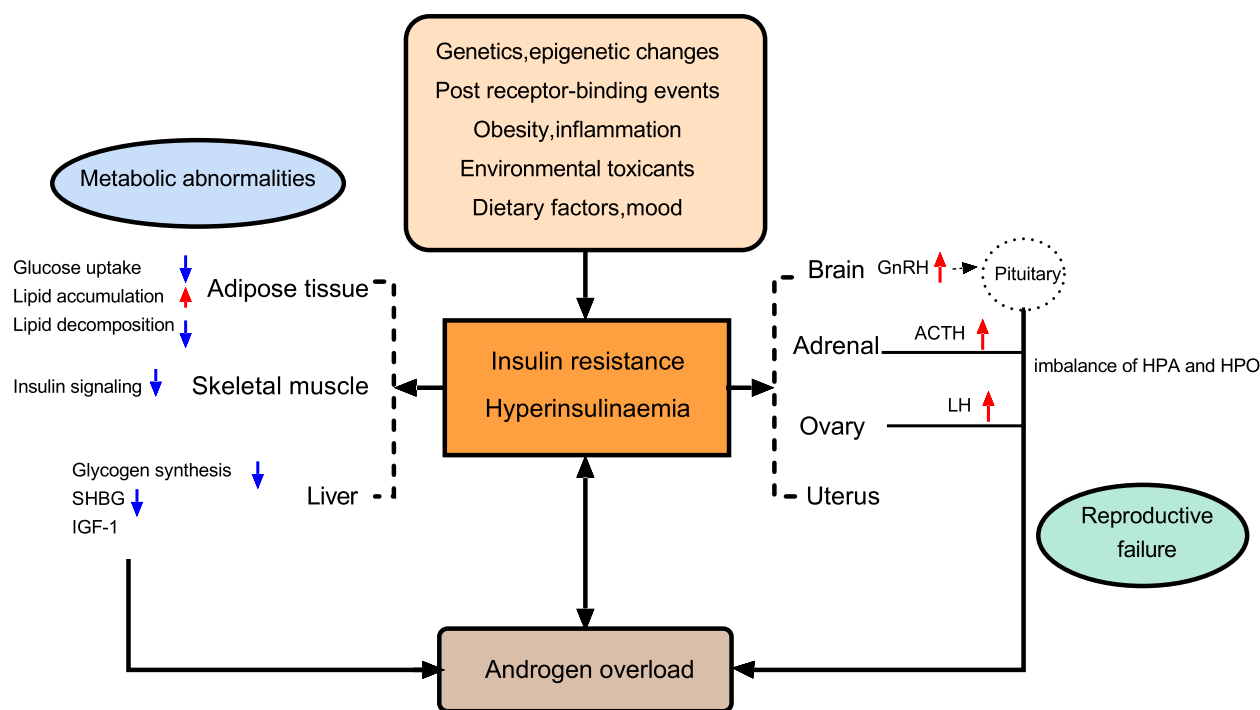 Genetics,epigenetic changes
Post receptor-binding events
Obesity,inflammation
Environmental toxicants
Dietary factors,mood
Metabolic abnormalities
Glucose uptake
Lipid accumulation
Lipid decomposition
Adipose tissue
Insulin signaling
Skeletal muscle
Glycogen synthesis
SHBG
IGF-1
Liver
Insulin resistance
Hyperinsulinaemia
Brain
GnRH
Pituitary
Adrenal
ACTH
imbalance of HPA and HPO
Ovary
LH
Uterus
Reproductive
failure
Androgen overload